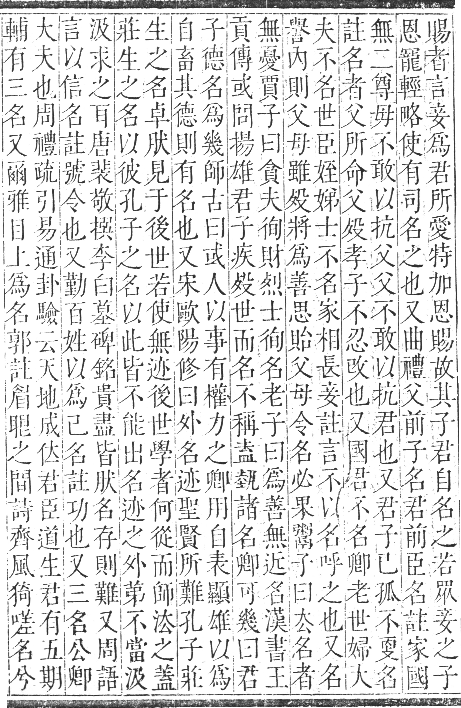 賜者言妾爲君所愛特加恩賜故其子君自名之若眾妾之子
恩寵輕略使有司名之也又曲禮父前子名君前臣名註家國
無二尊毋不敢以抗父父不敢以抗君也又君子已孤不更名
註名者父所命父歿孝子不忍改也又國君不名卿老世婦大
夫不名世臣姪娣士不名家相長妾註言不以名呼之也又名
譽內則父母雖歿將爲善思貽父母令名必果鬻子曰去名者
無憂賈子曰貪夫徇財烈士徇名老子曰爲善無近名漢書王
貢傳或問揚雄君子疾歿世而名不稱盍埶諸名卿可幾曰君
子德名爲幾師古曰或人以事有權力之卿用自表顯雄以爲
自畜其德則有名也又宋歐陽修曰外名迹聖賢所難孔子莊
生之名卓肰見于後世若使無迹後世學者何從而師法之蓋
莊生之名以彼孔子之名以此皆不能出名迹之外第不當汲
汲求之耳唐裴敬撰李白墓碑銘貴盡皆肰名存則難又周語
言以信名註號令也又勤百姓以爲己名註功也又三名公卿
大夫也周禮疏引易通卦驗云天地成位君臣道生君有五期
輔有三名又爾雅目上爲名郭註眉眼之間詩齊風猗嗟名兮